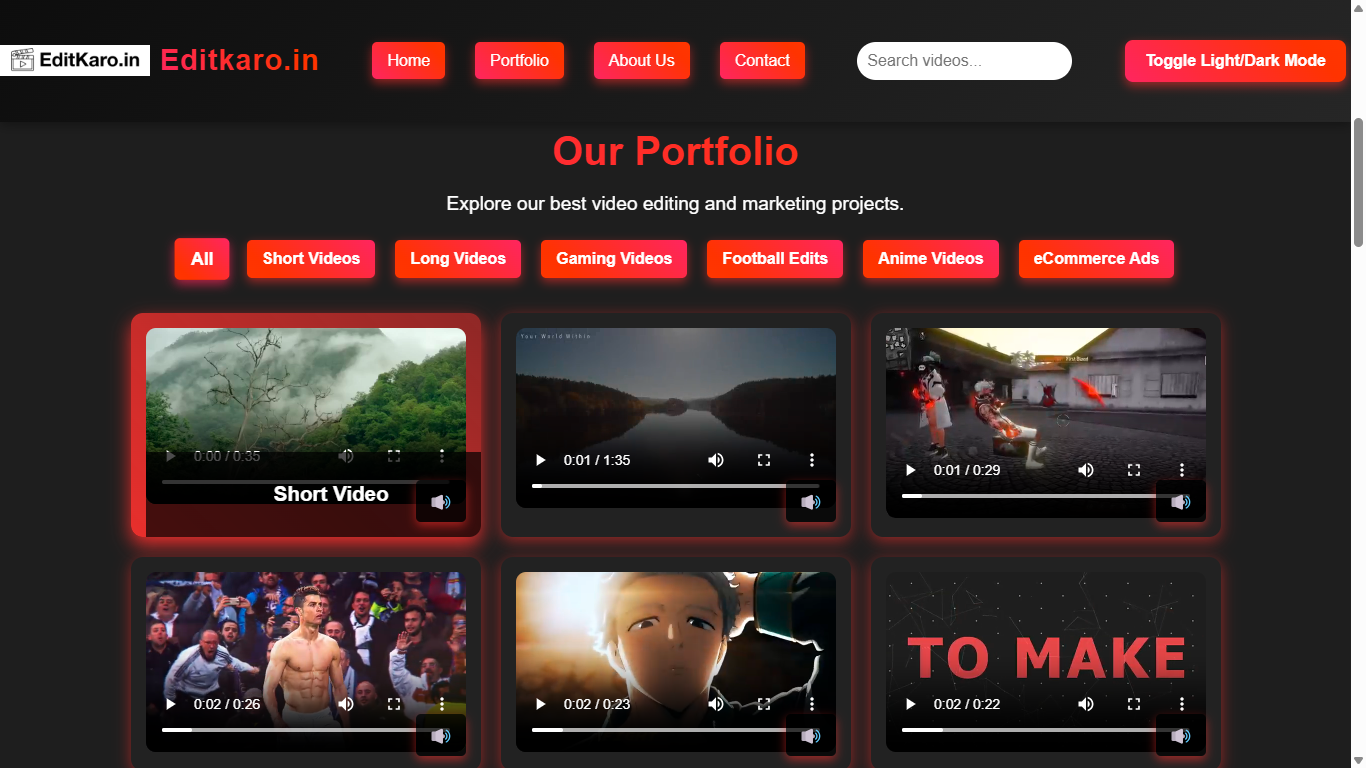 EditKaro.in
Editkaro.in
Home
Portfolio
About Us
Contact
Search videos...
Toggle Light/Dark Mode
Our Portfolio
Explore our best video editing and marketing projects.
All
Short Videos
Long Videos
Gaming Videos
Football Edits
Anime Videos
eCommerce Ads
0:00 / 0:35
Short Video
Your World Within
0:01 / 1:35
First Blood
0:01 / 0:29
0:02 / 0:26
0:02 / 0:23
TO MAKE
0:02 / 0:22